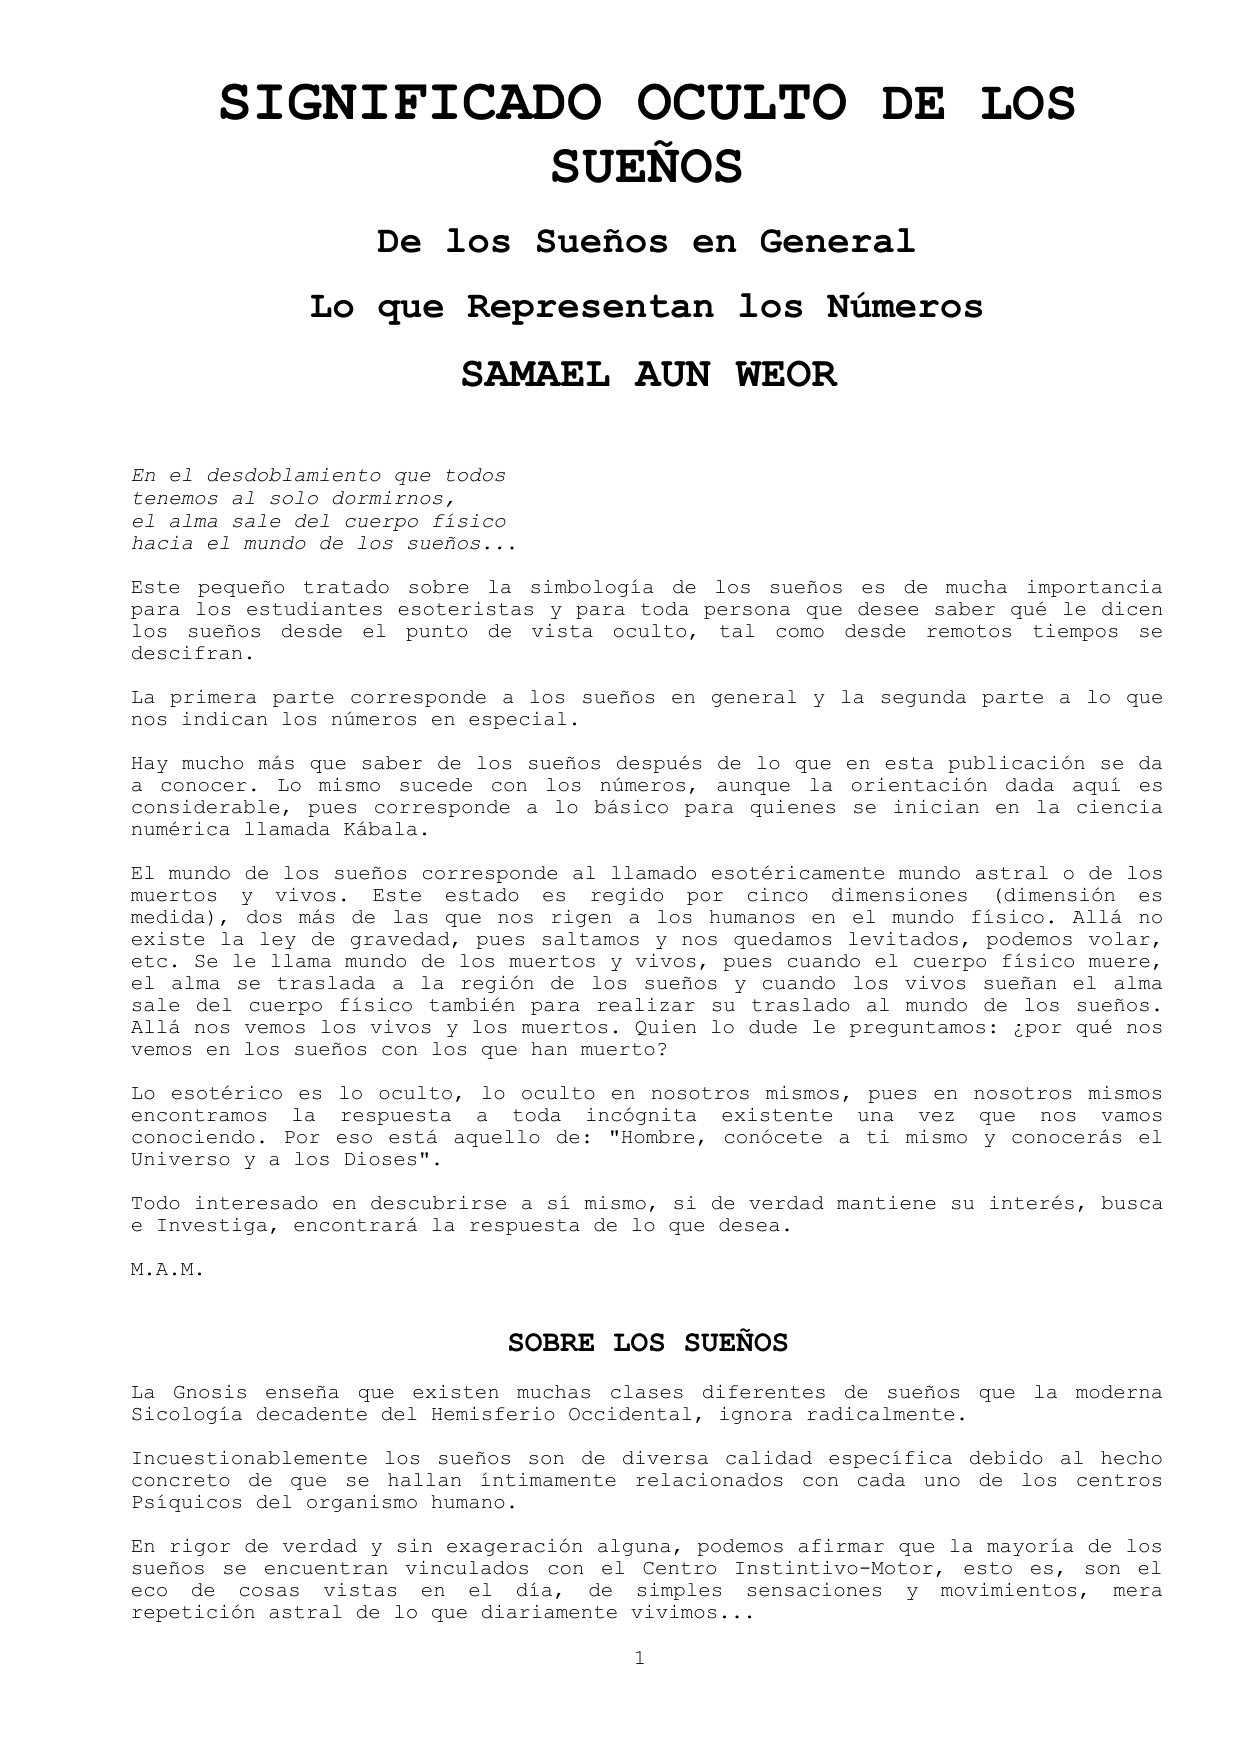 SIGNIFICADO OCULTO DE LOS
SUEÑOS
De los Sueños en General
Lo que Representan los Números
SAMAEL AUN WEOR
En el desdoblamiento que todos
tenemos al solo dormirnos,
el alma sale del cuerpo físico
hacia el mundo de los sueños...
Este pequeño tratado sobre la simbología de los sueños es de mucha importancia
para los estudiantes esoteristas y para toda persona que desee saber qué le dicen
los sueños desde el punto de vista oculto, tal como desde remotos tiempos se
descifran.
La primera parte corresponde a los sueños en general y la segunda parte a lo que
nos indican los números en especial.
Hay mucho más que saber de los sueños después de lo que en esta publicación se da
a conocer. Lo mismo sucede con los números, aunque la orientación dada aquí es
considerable, pues corresponde a lo básico para quienes se inician en la ciencia
numérica llamada Kábala.
El mundo de los sueños corresponde al llamado esotéricamente mundo astral o de los
muertos y vivos. Este estado es regido por cinco dimensiones (dimensión es
medida), dos más de las que nos rigen a los humanos en el mundo físico. Allá no
existe la ley de gravedad, pues saltamos y nos quedamos levitados, podemos volar,
etc. Se le llama mundo de los muertos y vivos, pues cuando el cuerpo físico muere,
el alma se traslada a la región de los sueños y cuando los vivos sueñan el alma
sale del cuerpo físico también para realizar su traslado al mundo de los sueños.
Allá nos vemos los vivos y los muertos. Quien lo dude le preguntamos: ¿por qué nos
vemos en los sueños con los que han muerto?
Lo esotérico es lo oculto, lo oculto en nosotros mismos, pues en nosotros mismos
encontramos la respuesta a toda incógnita existente una vez que nos vamos
conociendo. Por eso está aquello de: "Hombre, conócete a ti mismo y conocerás el
Universo y a los Dioses".
Todo interesado en descubrirse a sí mismo, si de verdad mantiene su interés, busca
e Investiga, encontrará la respuesta de lo que desea.
M.A.M.
SOBRE LOS SUEÑOS
La Gnosis enseña que existen muchas clases diferentes de sueños que la moderna
Sicología decadente del Hemisferio Occidental, ignora radicalmente.
Incuestionablemente los sueños son de diversa calidad específica debido al hecho
concreto de que se hallan íntimamente relacionados con cada uno de los centros
Psíquicos del organismo humano.
En rigor de verdad y sin exageración alguna, podemos afirmar que la mayoría de los
sueños se encuentran vinculados con el Centro Instintivo-Motor, esto es, son el
eco de cosas vistas en el día, de simples sensaciones y movimientos, mera
repetición astral de lo que diariamente vivimos...
1